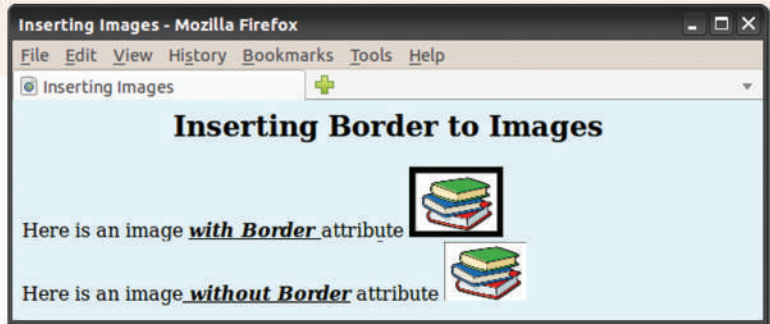 Inserting Images - Mozilla Firefox
File Edit View History Bookmarks Tools Help
Inserting Images
Inserting Border to Images
Here is an image with Border attribute
Here is an image without Border attribute